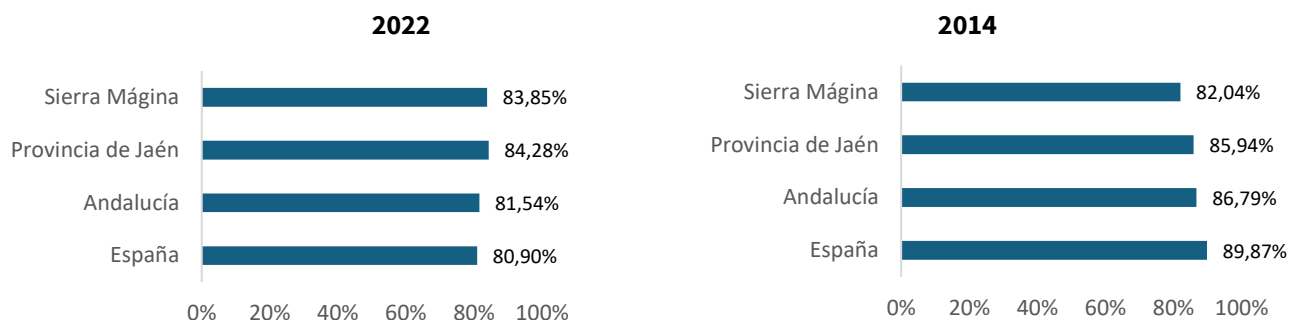 2022
Sierra Mágina 83,85%
Provincia de Jaén 84,28%
Andalucía 81,54%
España 80,90%
0% 20% 40% 60% 80% 100%
2014
Sierra Mágina 82,04%
Provincia de Jaén 85,94%
Andalucía 86,79%
España 89,87%
0% 20% 40% 60% 80% 100%